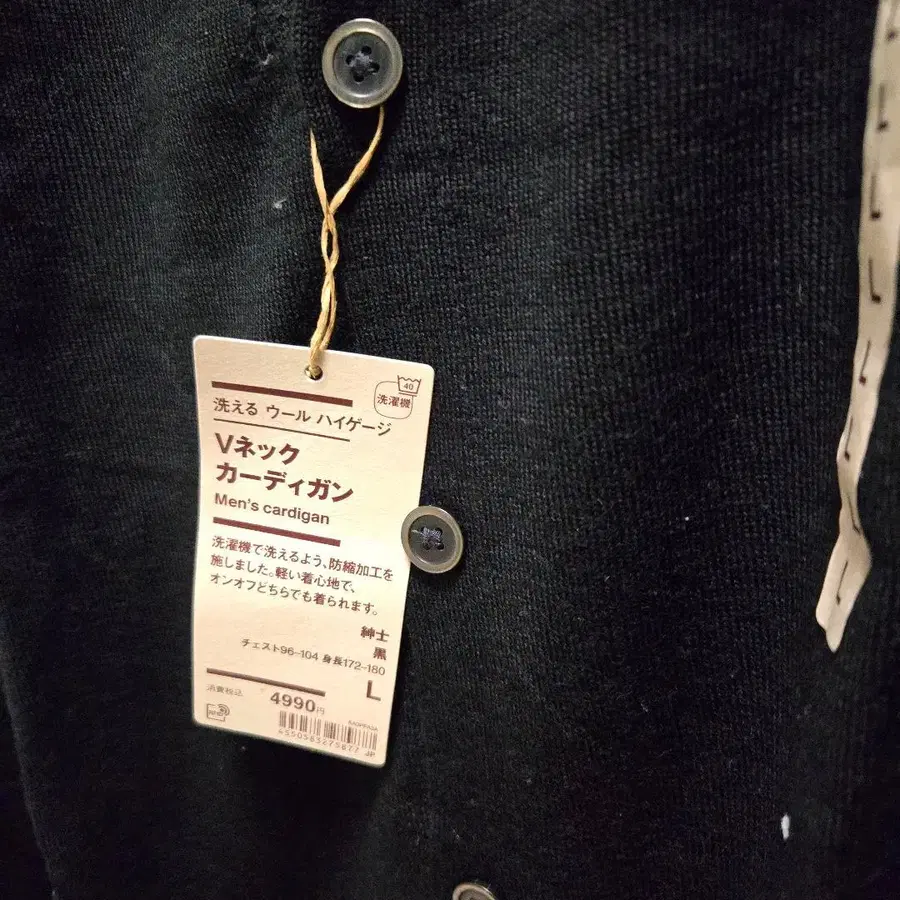 40
洗濯機
洗える ウール ハイゲージ
Vネック
カーディガン
Men's cardigan
洗濯機で洗えるよう、防縮加工を
施しました。軽い着心地で、
オンオフどちらでも着られます。
紳士
黒
チェスト96-104 身長172-180
L
消費税込 4990円
4550583275877 JP
L
L
L
L
L
L